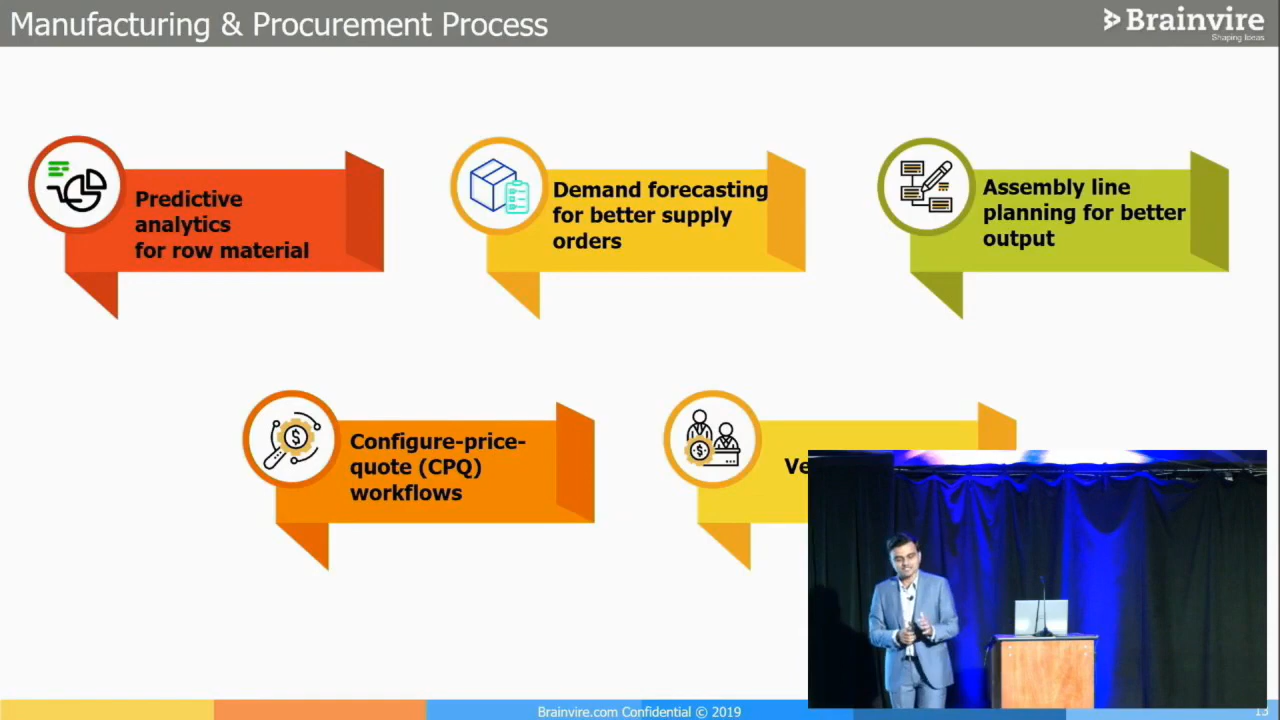 Manufacturing & Procurement Process
Brainvire
Shaping Ideas
Predictive
analytics
for row material
Demand forecasting
for better supply
orders
Assembly line
planning for better
output
Configure-price-
quote (CPQ)
workflows
Brainvire.com Confidential © 2019